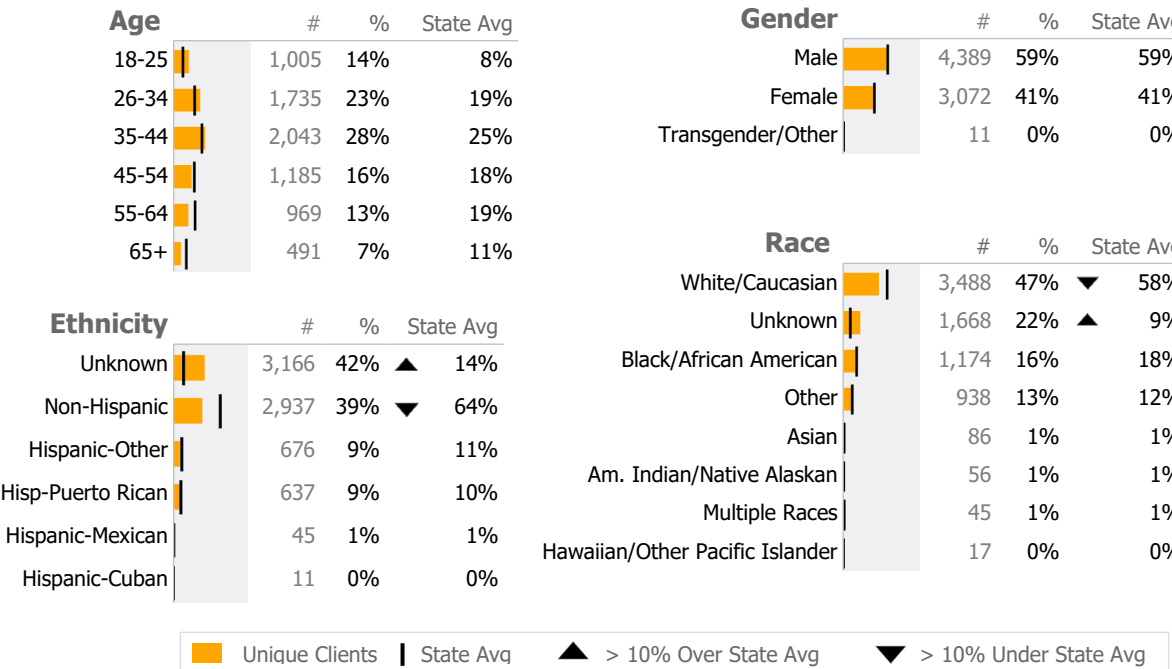 Age # % State Avg
18-25 1,005 14% 8%
26-34 1,735 23% 19%
35-44 2,043 28% 25%
45-54 1,185 16% 18%
55-64 969 13% 19%
65+ 491 7% 11%
Ethnicity # % State Avg
Unknown 3,166 42% ▲ 14%
Non-Hispanic 2,937 39% ▼ 64%
Hispanic-Other 676 9% 11%
Hisp-Puerto Rican 637 9% 10%
Hispanic-Mexican 45 1% 1%
Hispanic-Cuban 11 0% 0%
Gender # % State Avg
Male 4,389 59% 59%
Female 3,072 41% 41%
Transgender/Other 11 0% 0%
Race # % State Avg
White/Caucasian 3,488 47% ▼ 58%
Unknown 1,668 22% ▲ 9%
Black/African American 1,174 16% 18%
Other 938 13% 12%
Asian 86 1% 1%
Am. Indian/Native Alaskan 56 1% 1%
Multiple Races 45 1% 1%
Hawaiian/Other Pacific Islander 17 0% 0%
Unique Clients | State Avg ▲ > 10% Over State Avg ▼ > 10% Under State Avg